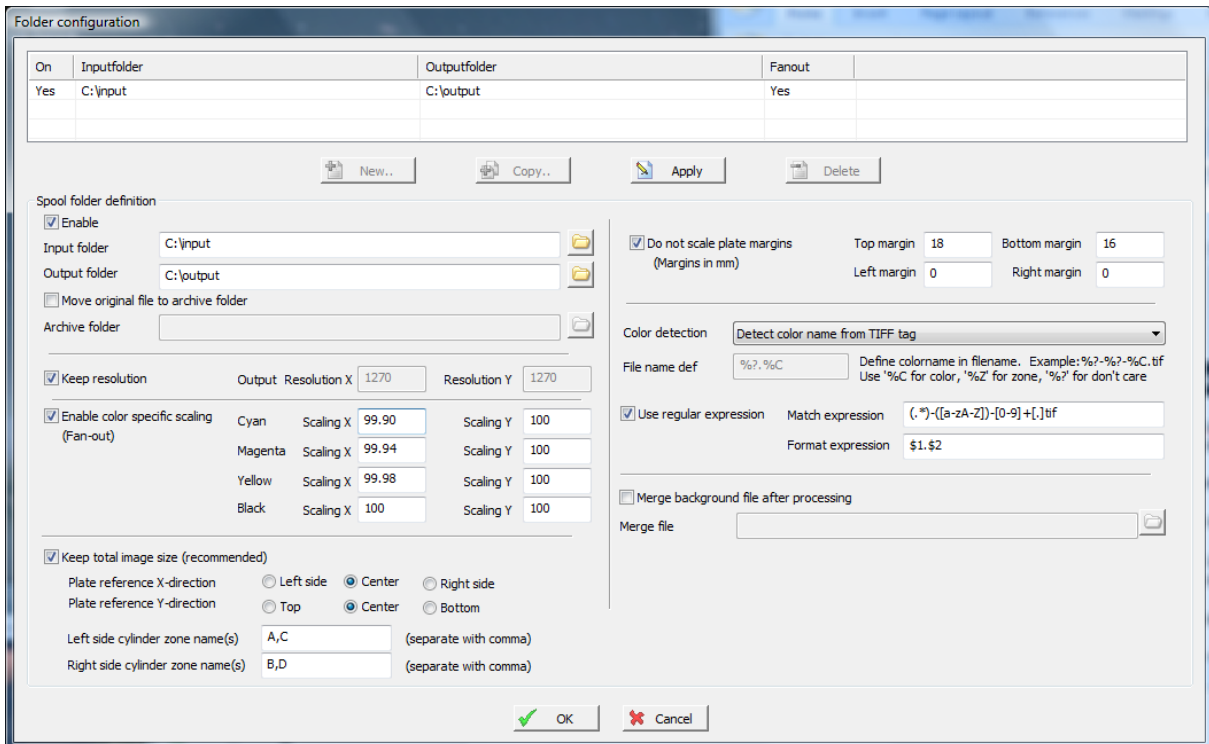 Folder configuration
On Inputfolder Outputfolder Fanout
Yes C:\input C:\output Yes
New.. Copy.. Apply Delete
Spool folder definition
Enable
Input folder C:\input
Output folder C:\output
Move original file to archive folder
Archive folder
Keep resolution Output Resolution X 1270 Resolution Y 1270
Enable color specific scaling
(Fan-out)
Cyan Scaling X 99.90 Scaling Y 100
Magenta Scaling X 99.94 Scaling Y 100
Yellow Scaling X 99.98 Scaling Y 100
Black Scaling X 100 Scaling Y 100
Keep total image size (recommended)
Plate reference X-direction Left side Center Right side
Plate reference Y-direction Top Center Bottom
Left side cylinder zone name(s) A,C (separate with comma)
Right side cylinder zone name(s) B,D (separate with comma)
Do not scale plate margins
(Margins in mm)
Top margin 18 Bottom margin 16
Left margin 0 Right margin 0
Color detection Detect color name from TIFF tag
File name def %?.%C
Define colorname in filename. Example:%?-%?-%C.tif
Use '%C for color, '%Z' for zone, '%?' for don't care
Use regular expression Match expression (.*)-([a-zA-Z])-[0-9]+[.]tif
Format expression $1.$2
Merge background file after processing
Merge file
OK Cancel